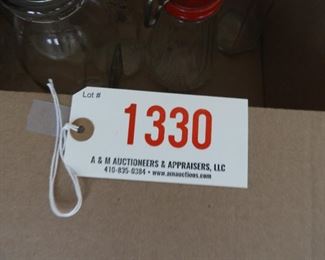 Lot #
1330
A & M AUCTIONEERS & APPRAISERS, LLC
410-835-0384 • www.amauctions.com